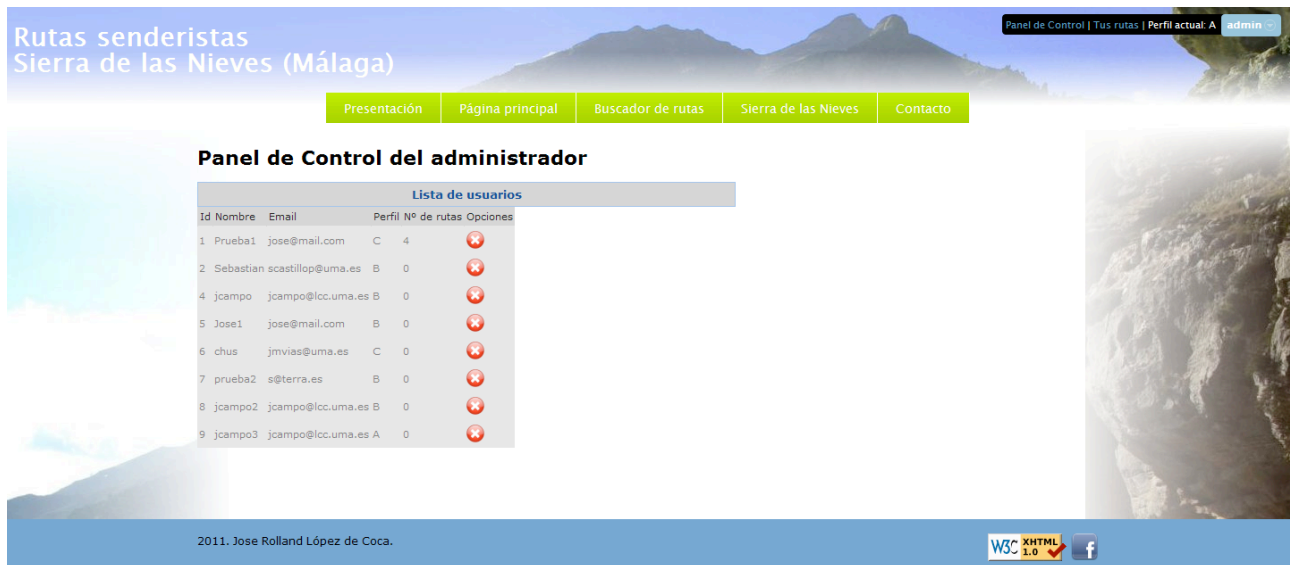 Rutas senderistas
Sierra de las Nieves (Málaga)
Panel de Control | Tus rutas | Perfil actual: A admin
Presentación Página principal Buscador de rutas Sierra de las Nieves Contacto
Panel de Control del administrador
Lista de usuarios
Id Nombre Email Perfil Nº de rutas Opciones
1 Prueba1 jose@mail.com C 4
2 Sebastian scastillop@uma.es B 0
4 jcampo jcampo@lcc.uma.es B 0
5 Jose1 jose@mail.com B 0
6 chus jmvias@uma.es C 0
7 prueba2 s@terra.es B 0
8 jcampo2 jcampo@lcc.uma.es B 0
9 jcampo3 jcampo@lcc.uma.es A 0
2011. Jose Rolland López de Coca.
W3C XHTML 1.0
f